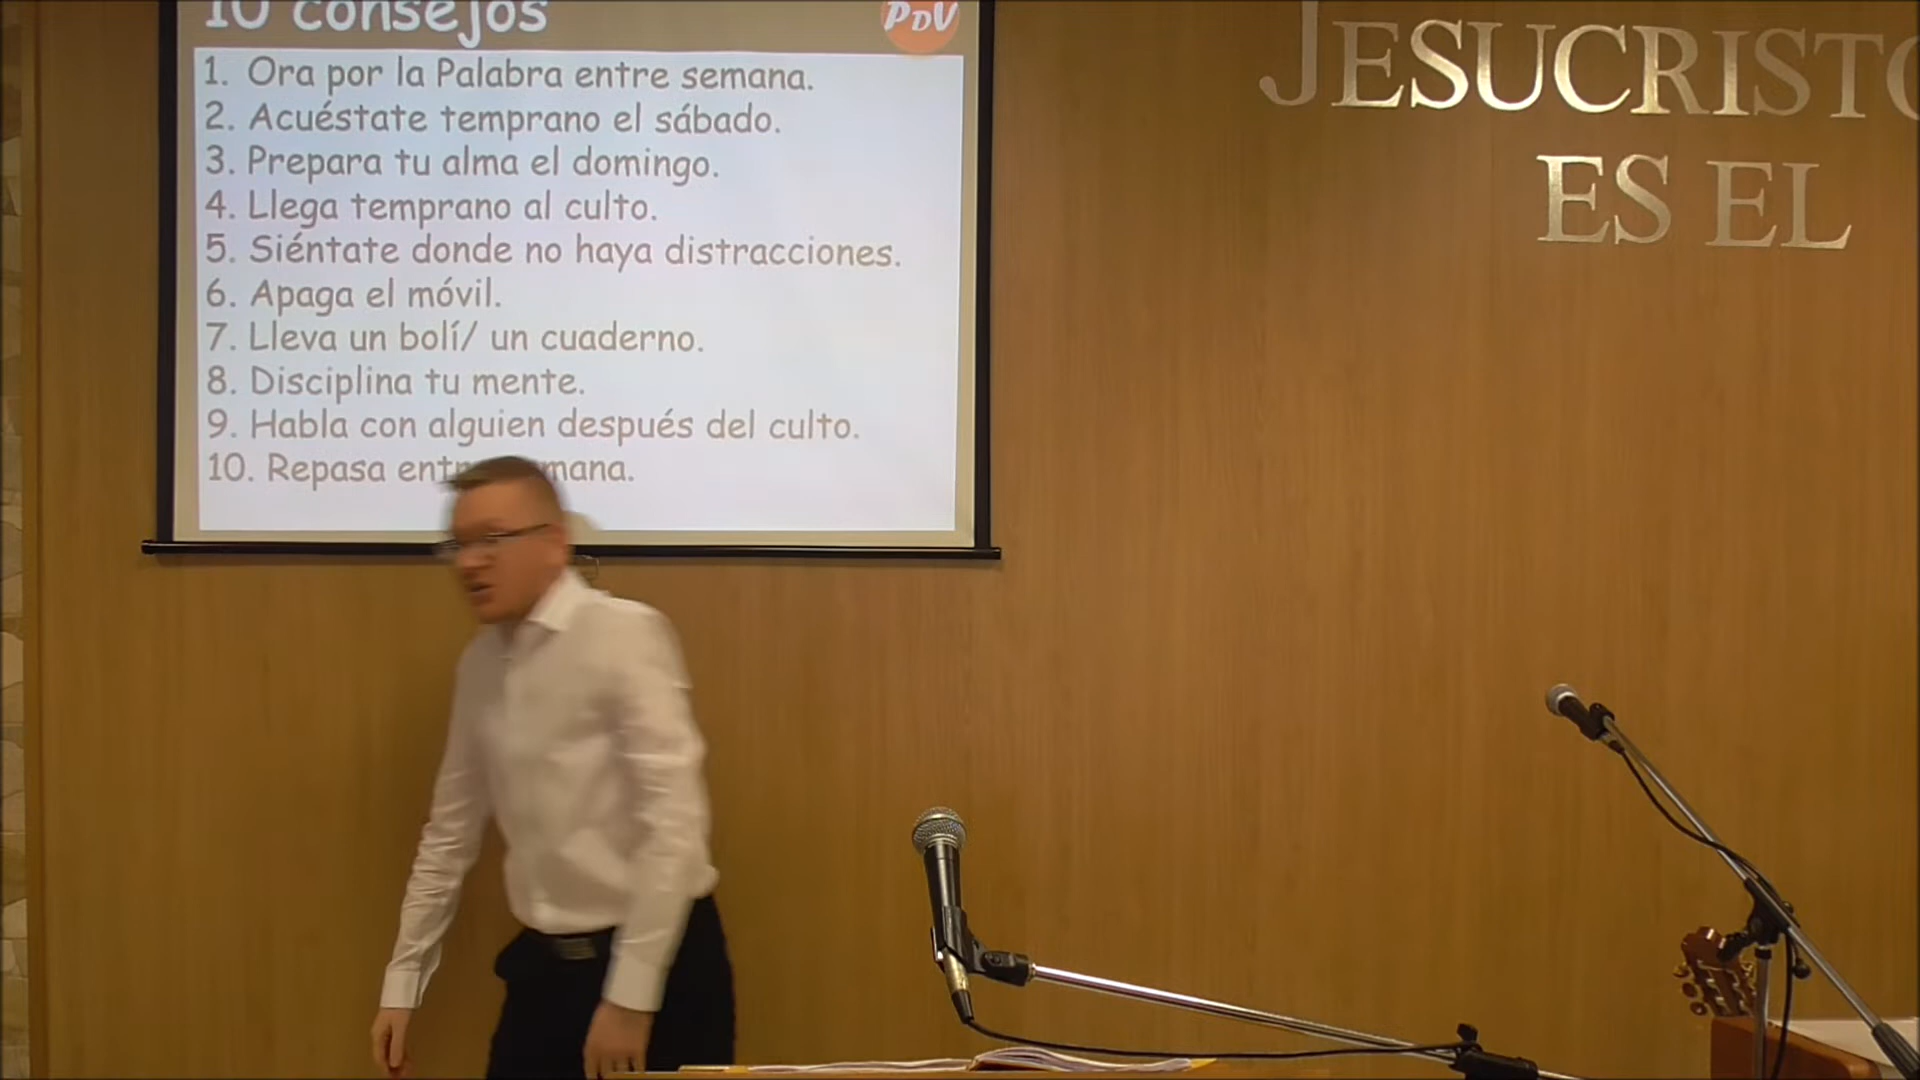 10 consejos
PDV
1. Ora por la Palabra entre semana.
2. Acuéstate temprano el sábado.
3. Prepara tu alma el domingo.
4. Llega temprano al culto.
5. Siéntate donde no haya distracciones.
6. Apaga el móvil.
7. Lleva un bolí/ un cuaderno.
8. Disciplina tu mente.
9. Habla con alguien después del culto.
10. Repasa
JESUCRISTO
ES EL